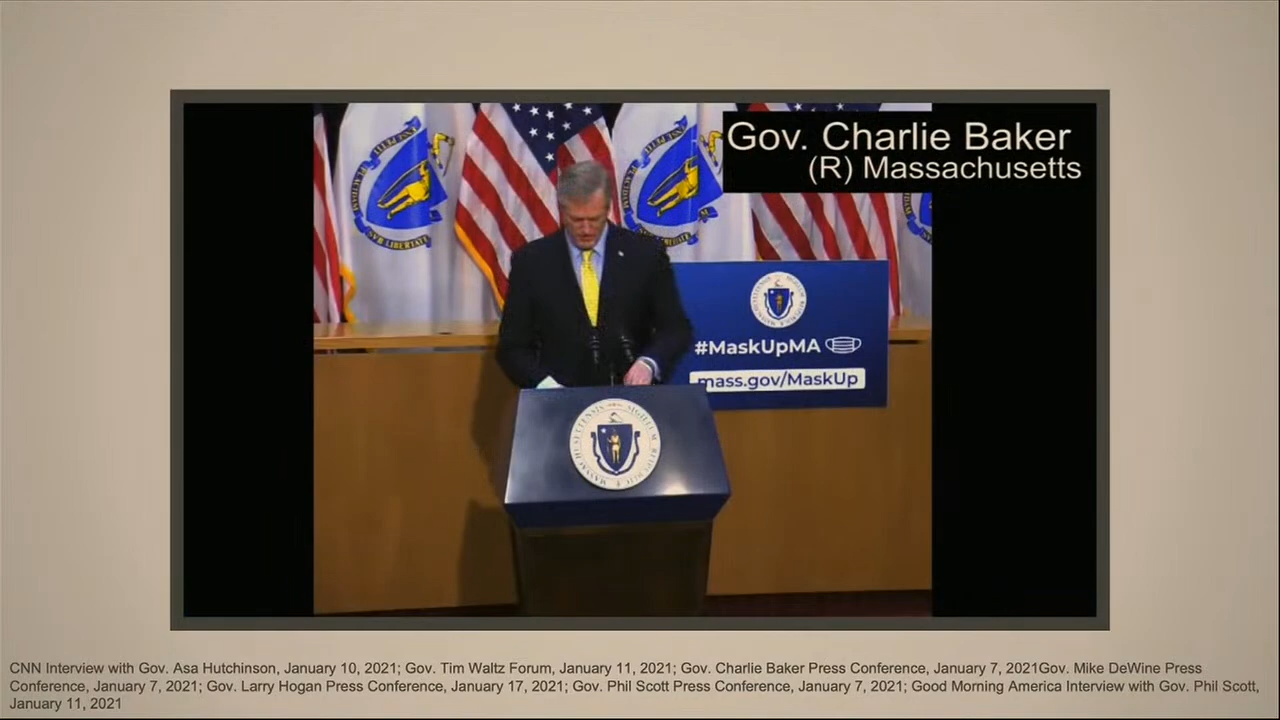 Gov. Charlie Baker
(R) Massachusetts
SVB LIBERTATE
#MaskUpMA
mass.gov/MaskUp
CNN Interview with Gov. Asa Hutchinson, January 10, 2021; Gov. Tim Waltz Forum, January 11, 2021; Gov. Charlie Baker Press Conference, January 7, 2021Gov. Mike DeWine Press
Conference, January 7, 2021; Gov. Larry Hogan Press Conference, January 17, 2021; Gov. Phil Scott Press Conference, January 7, 2021; Good Morning America Interview with Gov. Phil Scott,
January 11, 2021